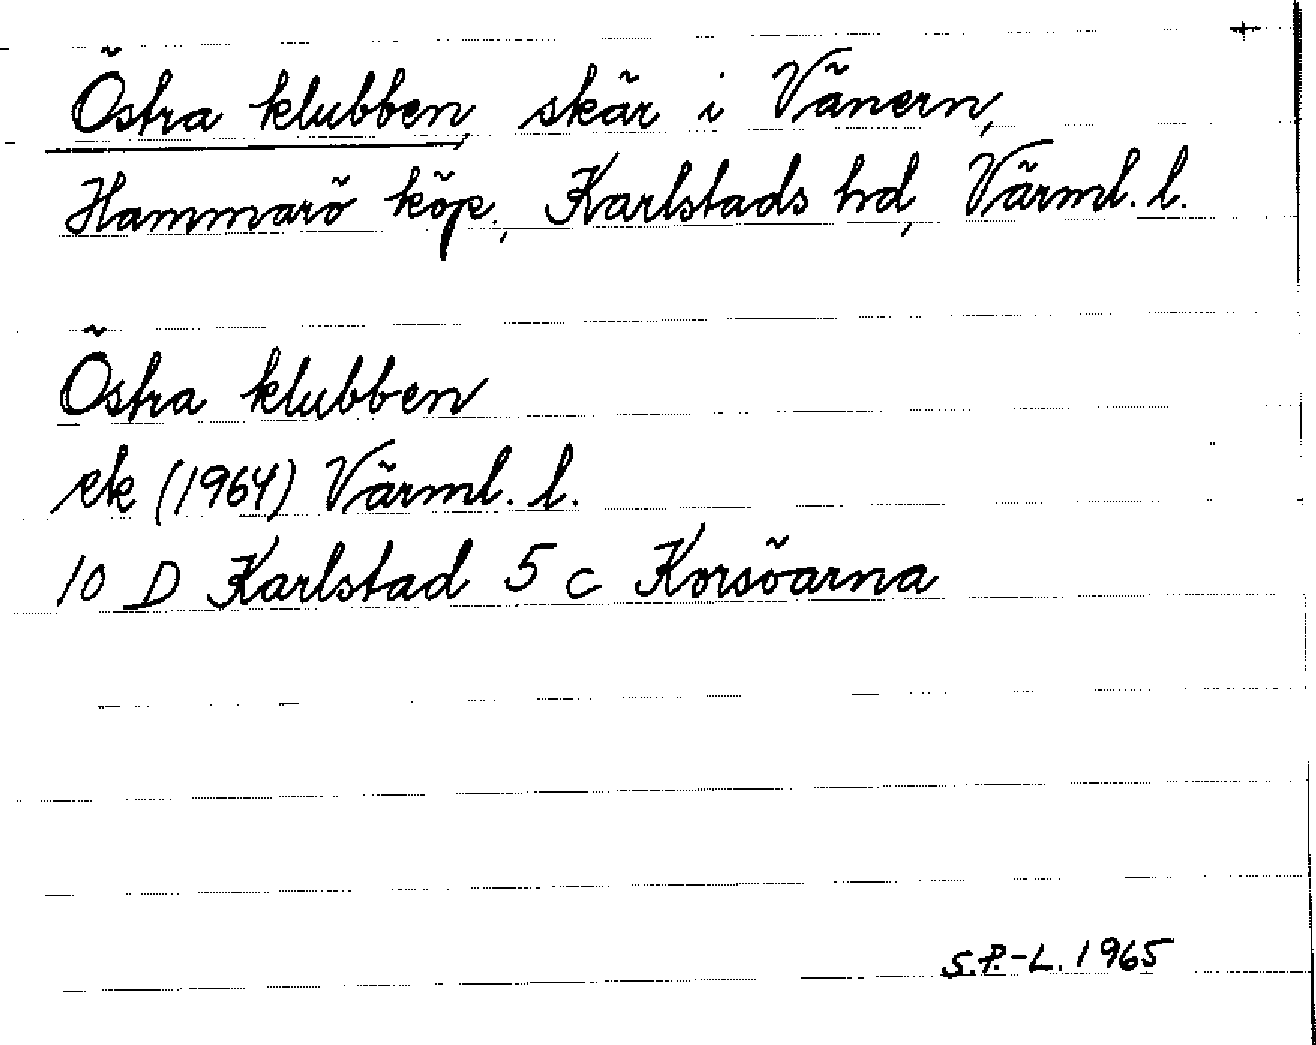 +
Östra klubben, skär i Vänern,
Hammarö köp., Karlstads hd, Värml. l.
Östra klubben
ek (1964) Värml. l.
10 D Karlstad 5 c Korsöarna
S.P.-L. 1965